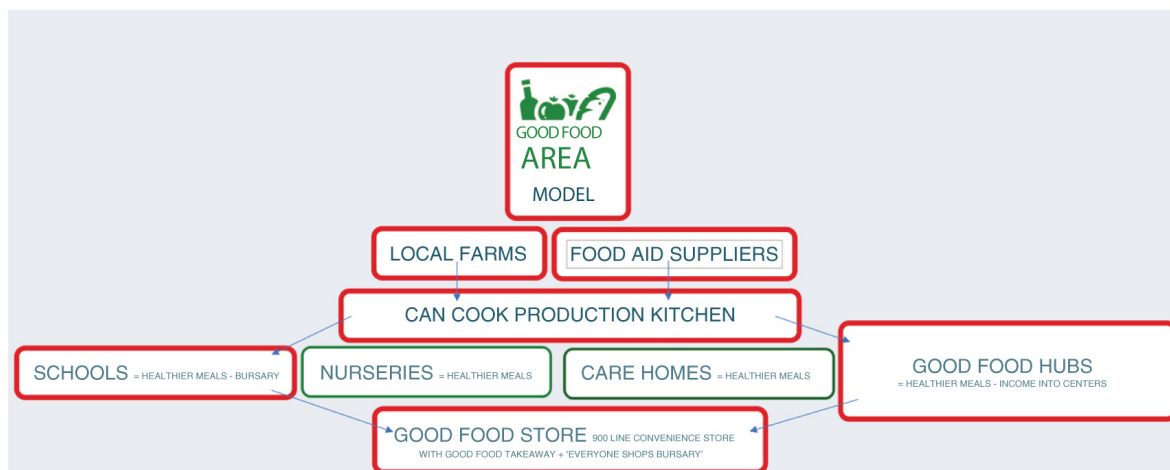 GOOD FOOD
AREA
MODEL
LOCAL FARMS
FOOD AID SUPPLIERS
CAN COOK PRODUCTION KITCHEN
SCHOOLS = HEALTHIER MEALS - BURSARY
NURSERIES = HEALTHIER MEALS
CARE HOMES = HEALTHIER MEALS
GOOD FOOD HUBS
= HEALTHIER MEALS - INCOME INTO CENTERS
GOOD FOOD STORE 900 LINE CONVENIENCE STORE
WITH GOOD FOOD TAKEAWAY + 'EVERYONE SHOPS BURSARY'